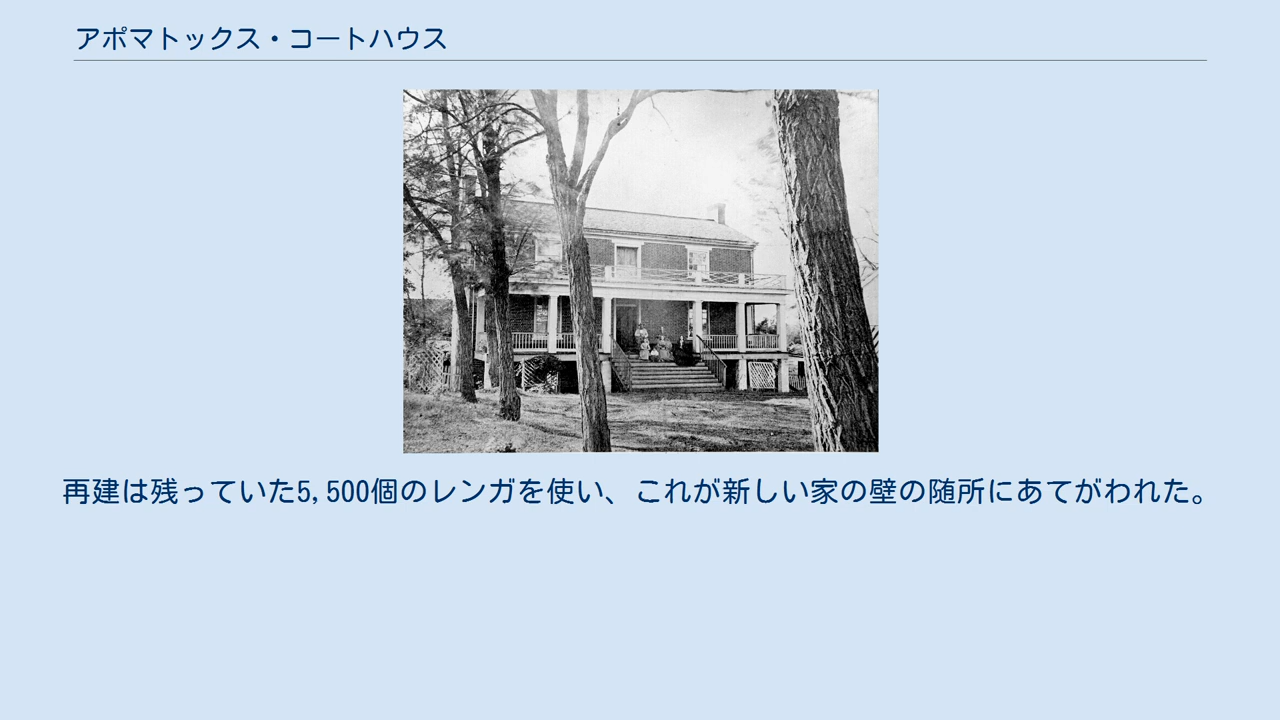 アポマトックス・コートハウス
再建は残っていた5,500個のレンガを使い、これが新しい家の壁の随所にあてがわれた。